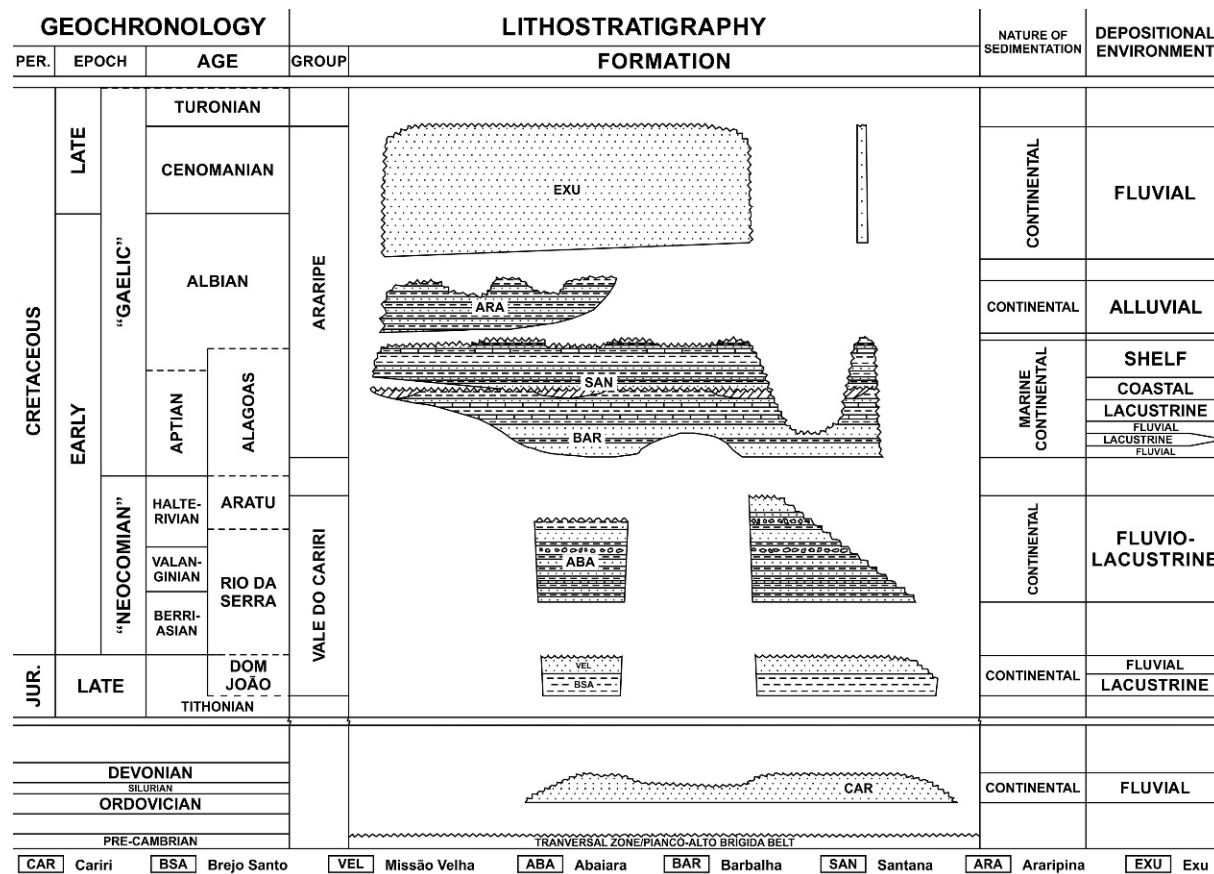 GEOCHRONOLOGY
LITHOSTRATIGRAPHY
NATURE OF
SEDIMENTATION
DEPOSITIONAL
ENVIRONMENT
PER.
EPOCH
AGE
GROUP
FORMATION
CRETACEOUS
JUR.
LATE
EARLY
LATE
"GAELIC"
"NEOCOMIAN"
TURONIAN
CENOMANIAN
ALBIAN
APTIAN
ALAGOAS
HALTE-
RIVIAN
ARATU
VALAN-
GINIAN
RIO DA
SERRA
BERRI-
ASIAN
DOM
JOÃO
TITHONIAN
ARARIPE
VALE DO CARIRI
EXU
ARA
SAN
BAR
ABA
VEL
BSA
CONTINENTAL
FLUVIAL
CONTINENTAL
ALLUVIAL
MARINE
CONTINENTAL
SHELF
COASTAL
LACUSTRINE
FLUVIAL
LACUSTRINE
FLUVIAL
CONTINENTAL
FLUVIO-
LACUSTRINE
CONTINENTAL
FLUVIAL
LACUSTRINE
DEVONIAN
SILURIAN
ORDOVICIAN
PRE-CAMBRIAN
CAR
CONTINENTAL
FLUVIAL
TRANVERSAL ZONE/PIANCÓ-ALTO BRÍGIDA BELT
CAR Cariri BSA Brejo Santo VEL Missão Velha ABA Abaiara BAR Barbalha SAN Santana ARA Araripina EXU Exu